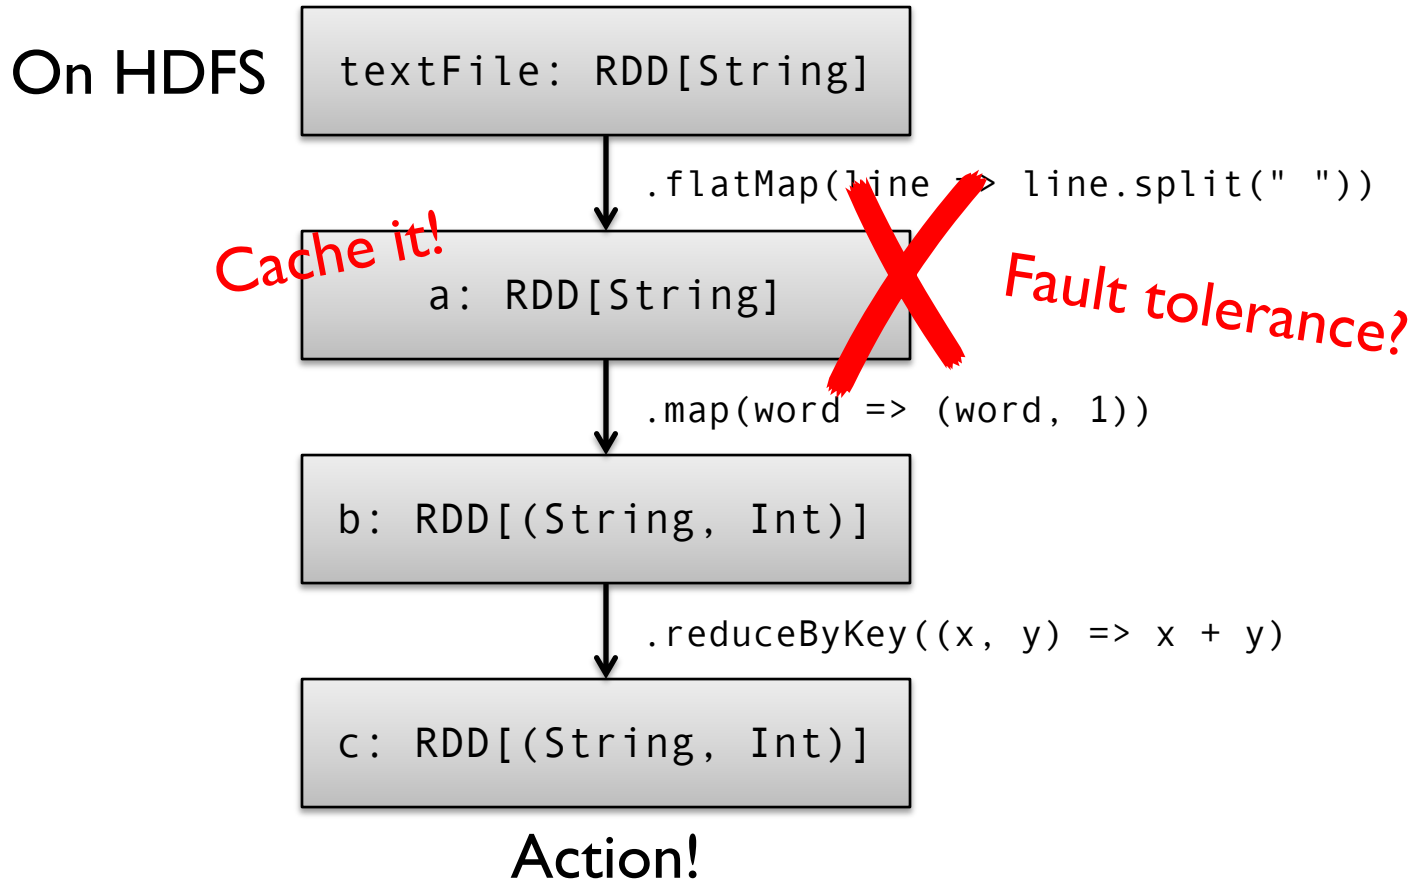 On HDFS
textFile: RDD[String]
.flatMap(line => line.split(" "))
Cache it!
a: RDD[String]
Fault tolerance?
.map(word => (word, 1))
b: RDD[(String, Int)]
.reduceByKey((x, y) => x + y)
c: RDD[(String, Int)]
Action!